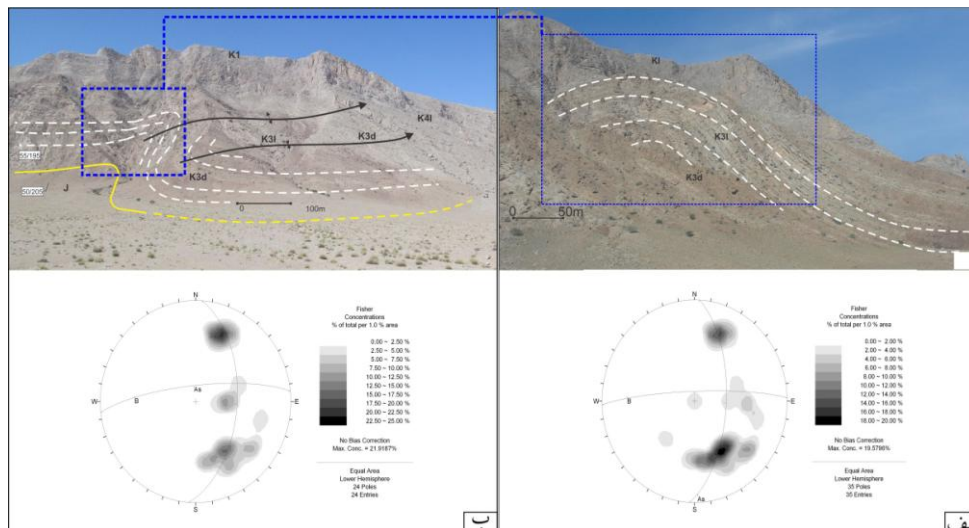 K1
K3l
K3d
K4l
K3d
J
55/195
50/205
0 100m
Kl
K3l
K3d
0 50m
N
As
W
B
E
S
Fisher
Concentrations
% of total per 1.0 % area
0.00 ~ 2.50 %
2.50 ~ 5.00 %
5.00 ~ 7.50 %
7.50 ~ 10.00 %
10.00 ~ 12.50 %
12.50 ~ 15.00 %
15.00 ~ 17.50 %
17.50 ~ 20.00 %
20.00 ~ 22.50 %
22.50 ~ 25.00 %
No Bias Correction
Max. Conc. = 21.9187%
Equal Area
Lower Hemisphere
24 Poles
24 Entries
ب
N
W
B
E
As
S
Fisher
Concentrations
% of total per 1.0 % area
0.00 ~ 2.00 %
2.00 ~ 4.00 %
4.00 ~ 6.00 %
6.00 ~ 8.00 %
8.00 ~ 10.00 %
10.00 ~ 12.00 %
12.00 ~ 14.00 %
14.00 ~ 16.00 %
16.00 ~ 18.00 %
18.00 ~ 20.00 %
No Bias Correction
Max. Conc. = 19.5796%
Equal Area
Lower Hemisphere
35 Poles
35 Entries